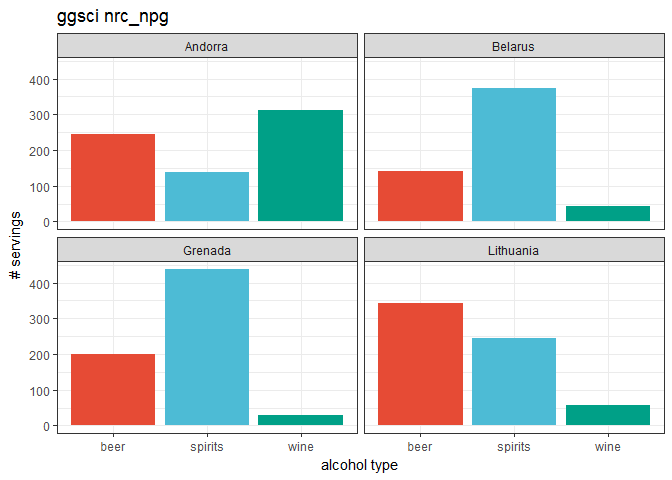 ggsci nrc_npg
Andorra Belarus
400
300
200
100
0
Grenada Lithuania
400
300
200
100
0
# servings
beer spirits wine beer spirits wine
alcohol type